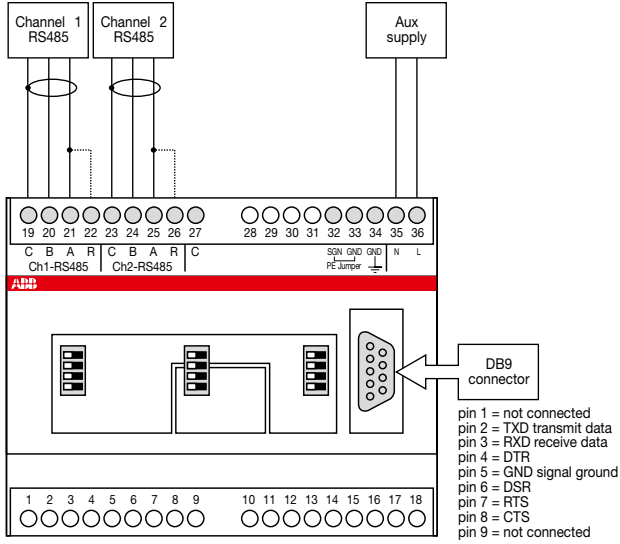 Channel 1 RS485
Channel 2 RS485
Aux supply
19 20 21 22 23 24 25 26 27 28 29 30 31 32 33 34 35 36
C B A R C B A R C SGN GND GND N L
Ch1-RS485 Ch2-RS485 PE Jumper
ABB
DB9 connector
pin 1 = not connected
pin 2 = TXD transmit data
pin 3 = RXD receive data
pin 4 = DTR
pin 5 = GND signal ground
pin 6 = DSR
pin 7 = RTS
pin 8 = CTS
pin 9 = not connected
1 2 3 4 5 6 7 8 9 10 11 12 13 14 15 16 17 18